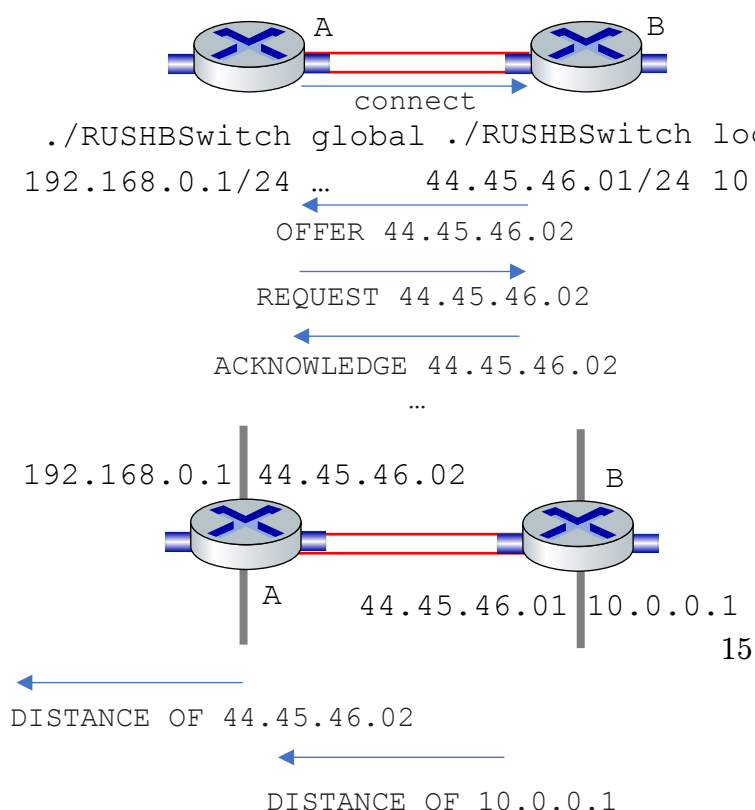 A
B
connect
./RUSHBSwitch global ./RUSHBSwitch loc
192.168.0.1/24 … 44.45.46.01/24 10
OFFER 44.45.46.02
REQUEST 44.45.46.02
ACKNOWLEDGE 44.45.46.02
…
192.168.0.1 44.45.46.02
B
A
44.45.46.01 10.0.0.1
15
DISTANCE OF 44.45.46.02
DISTANCE OF 10.0.0.1